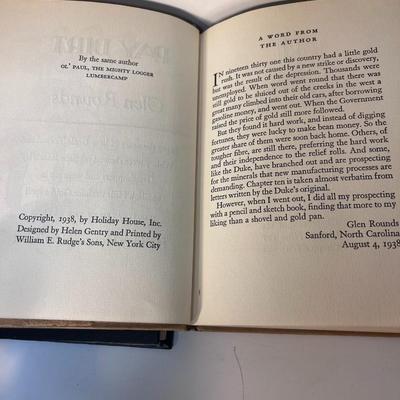 By the same author
OL' PAUL, THE MIGHTY LOGGER
LUMBERCAMP
Copyright, 1938, by Holiday House, Inc.
Designed by Helen Gentry and Printed by
William E. Rudge's Sons, New York City
A WORD FROM
THE AUTHOR
IN nineteen thirty one this country had a little gold
rush. It was not caused by a new strike or discovery,
but was the result of the depression. Thousands were
unemployed. When word went round that there was
still gold to be sluiced out of the creeks in the west a
great many climbed into their old cars, after borrowing
gasoline money, and went out. When the Government
raised the price of gold still more followed.
But they found it hard work, and instead of digging
fortunes, they were lucky to make bean money. So the
greater share of them were soon back home. Others, of
tougher fibre, are still there, preferring the hard work
and their independence to the relief rolls. And some,
like the Duke, have branched out and are prospecting
for the minerals that new manufacturing processes are
demanding. Chapter ten is taken almost verbatim from
letters written by the Duke's original.
However, when I went out, I did all my prospecting
with a pencil and sketch book, finding that more to my
liking than a shovel and gold pan.
Glen Rounds
Sanford, North Carolina
August 4, 1938